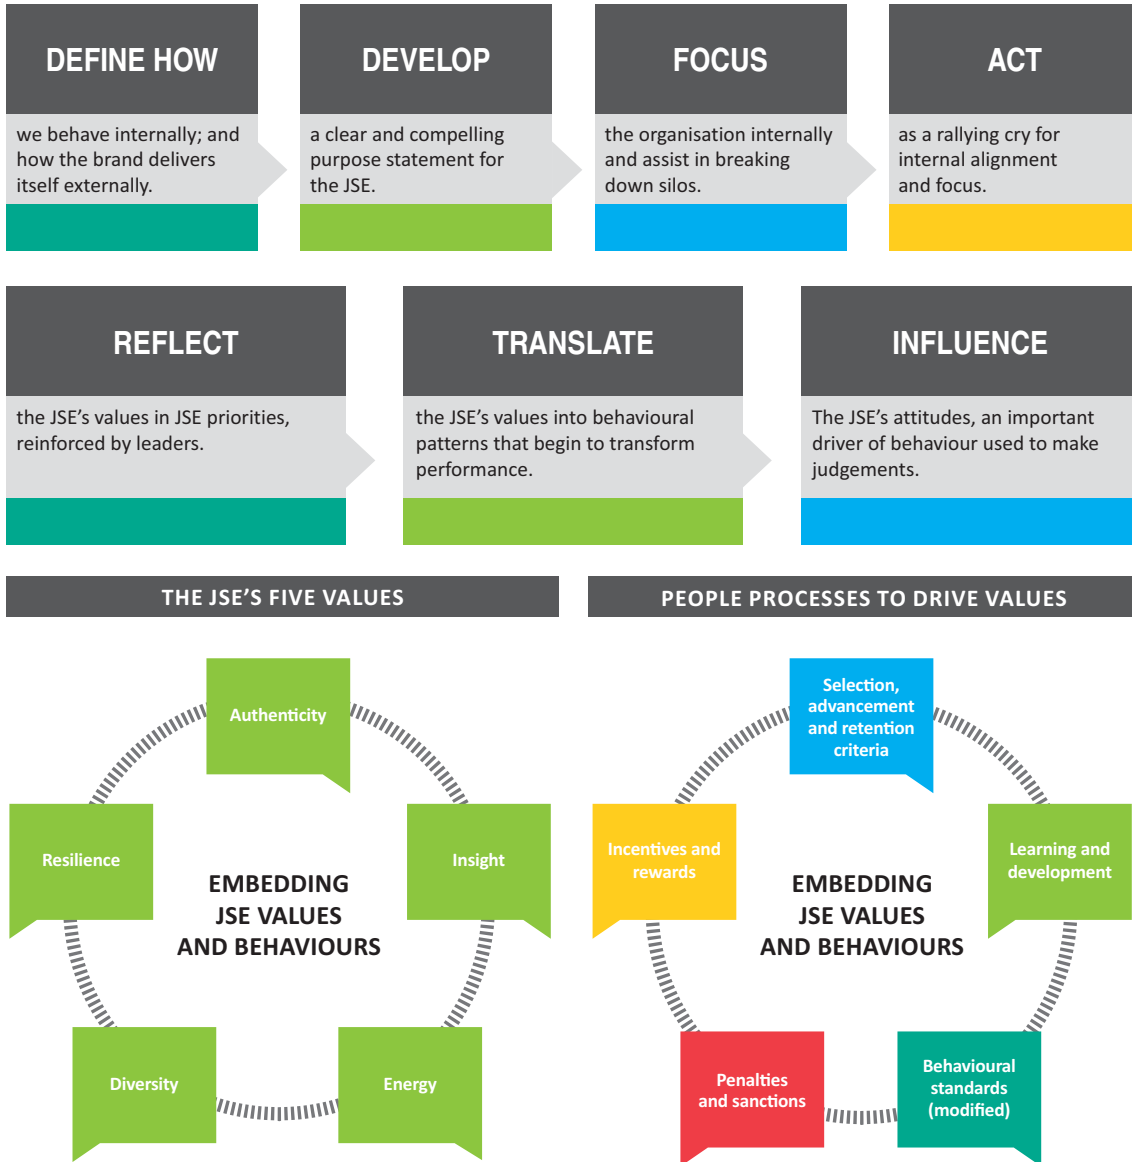 DEFINE HOW
we behave internally; and
how the brand delivers
itself externally.
DEVELOP
a clear and compelling
purpose statement for
the JSE.
FOCUS
the organisation internally
and assist in breaking
down silos.
ACT
as a rallying cry for
internal alignment
and focus.
REFLECT
the JSE’s values in JSE priorities,
reinforced by leaders.
TRANSLATE
the JSE’s values into behavioural
patterns that begin to transform
performance.
INFLUENCE
The JSE’s attitudes, an important
driver of behaviour used to make
judgements.
THE JSE’S FIVE VALUES
Authenticity
Resilience
Insight
EMBEDDING
JSE VALUES
AND BEHAVIOURS
Diversity
Energy
PEOPLE PROCESSES TO DRIVE VALUES
Selection,
advancement
and retention
criteria
Incentives and
rewards
Learning and
development
EMBEDDING
JSE VALUES
AND BEHAVIOURS
Penalties
and sanctions
Behavioural
standards
(modified)